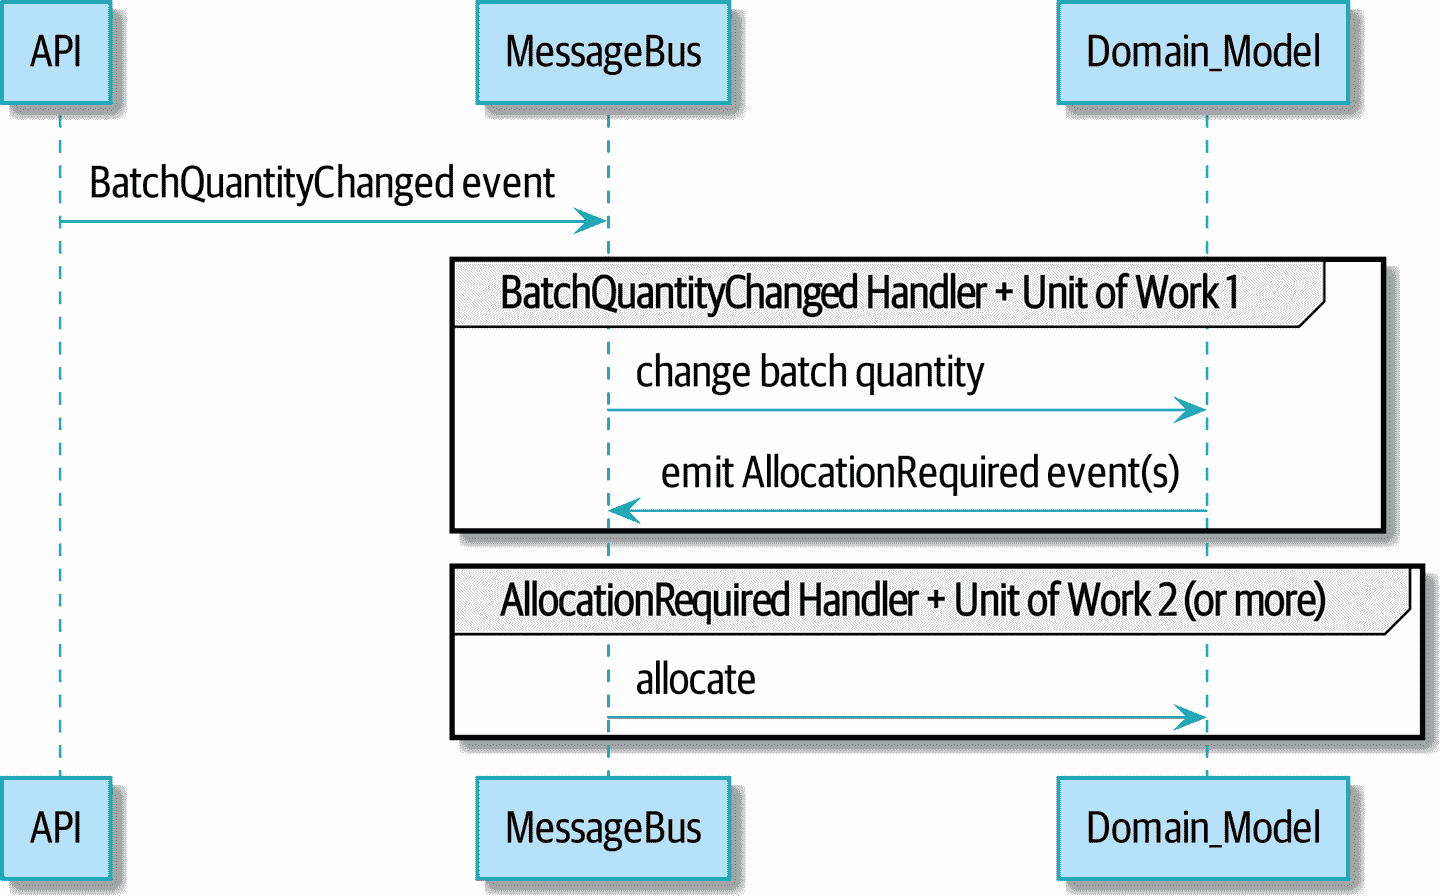 API
MessageBus
Domain_Model
BatchQuantityChanged event
BatchQuantityChanged Handler + Unit of Work 1
change batch quantity
emit AllocationRequired event(s)
AllocationRequired Handler + Unit of Work 2 (or more)
allocate
API
MessageBus
Domain_Model